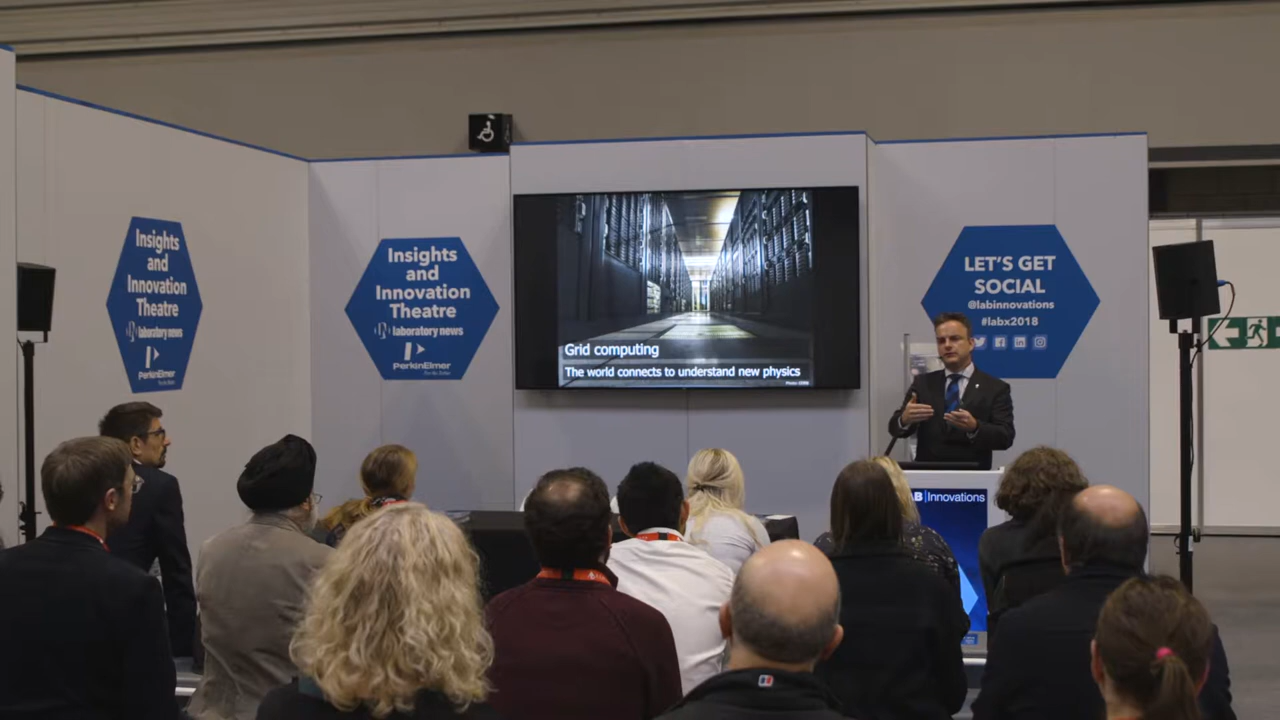 Insights
and
Innovation
Theatre
laboratory news
PerkinElmer
Insights
and
Innovation
Theatre
laboratory news
PerkinElmer
Grid computing
The world connects to understand new physics
LET'S GET
SOCIAL
@labinnovations
#labx2018
AB Innovations